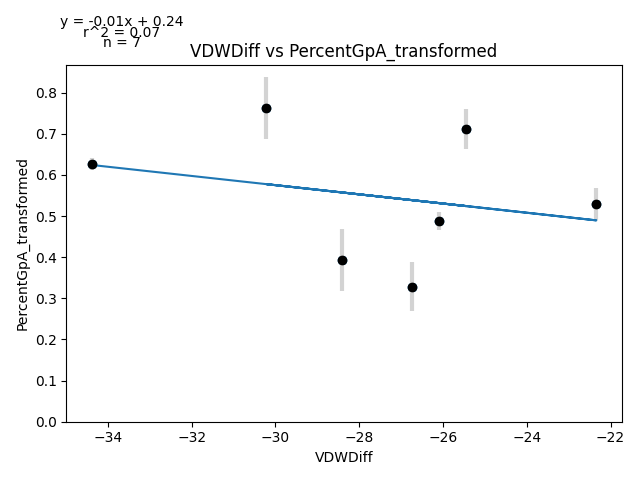 y = -0.01x + 0.24
r^2 = 0.07
n = 7
VDWDiff vs PercentGpA_transformed
PercentGpA_transformed
0.8
0.7
0.6
0.5
0.4
0.3
0.2
0.1
0.0
−34
−32
−30
−28
−26
−24
−22
VDWDiff